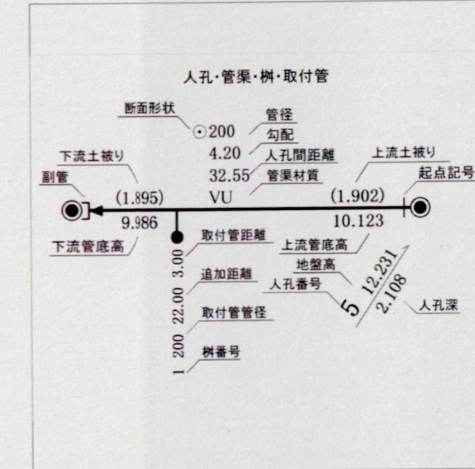 人孔・管渠・桝・取付管
断面形状
⦿200 管径
4.20 勾配
下流土被り 32.55 人孔間距離 上流土被り
副管 VU 管渠材質 起点記号
(1.895) (1.902)
9.986 10.123
下流管底高 取付管距離 上流管底高
3.00 地盤高
追加距離 人孔番号 5 12.231
22.00 2.108 人孔深
取付管管径
200
桝番号
1